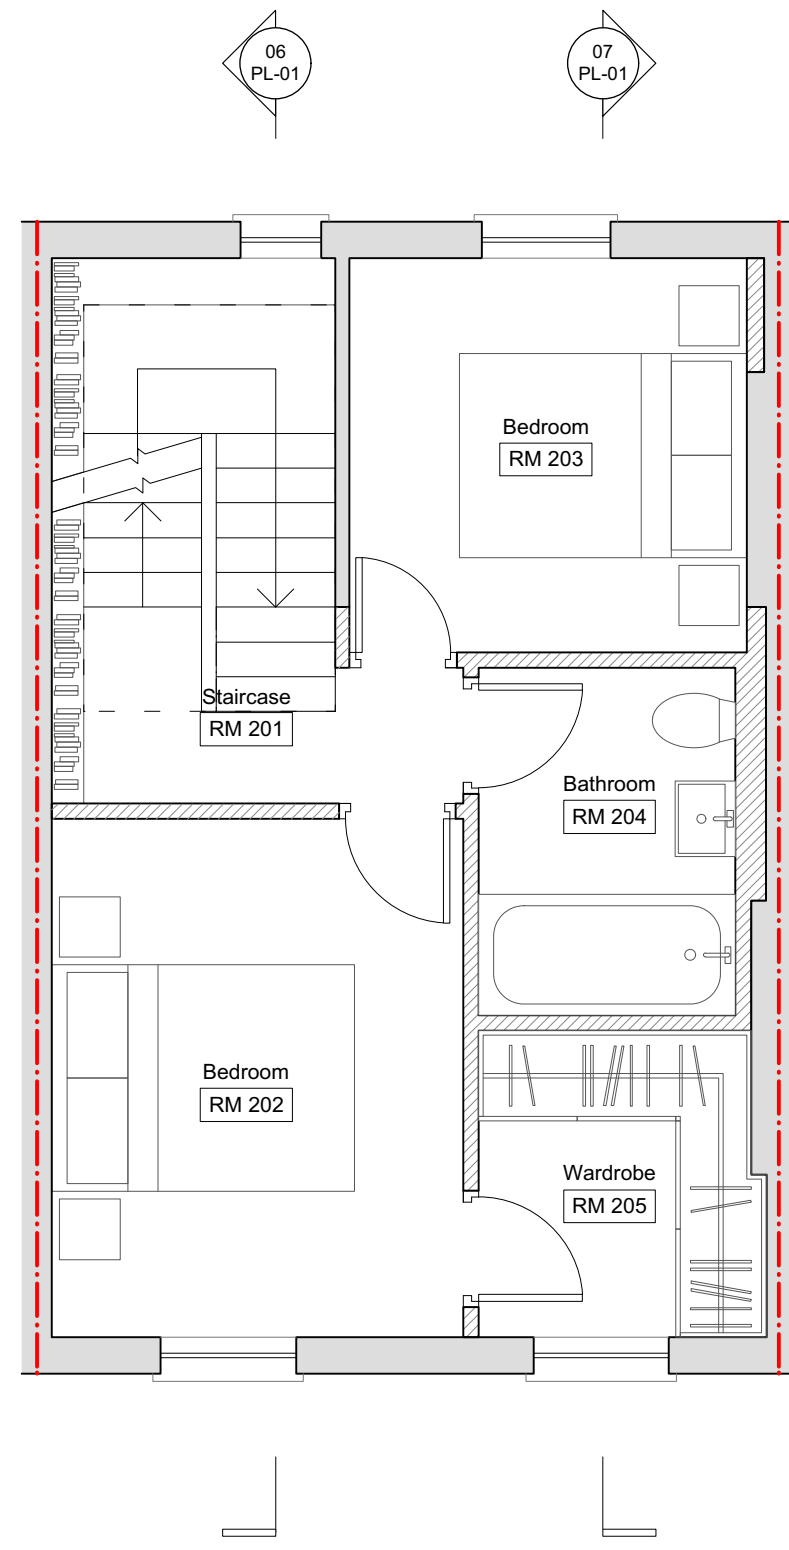 06
PL-01
07
PL-01
Bedroom
RM 203
Staircase
RM 201
Bathroom
RM 204
Bedroom
RM 202
Wardrobe
RM 205